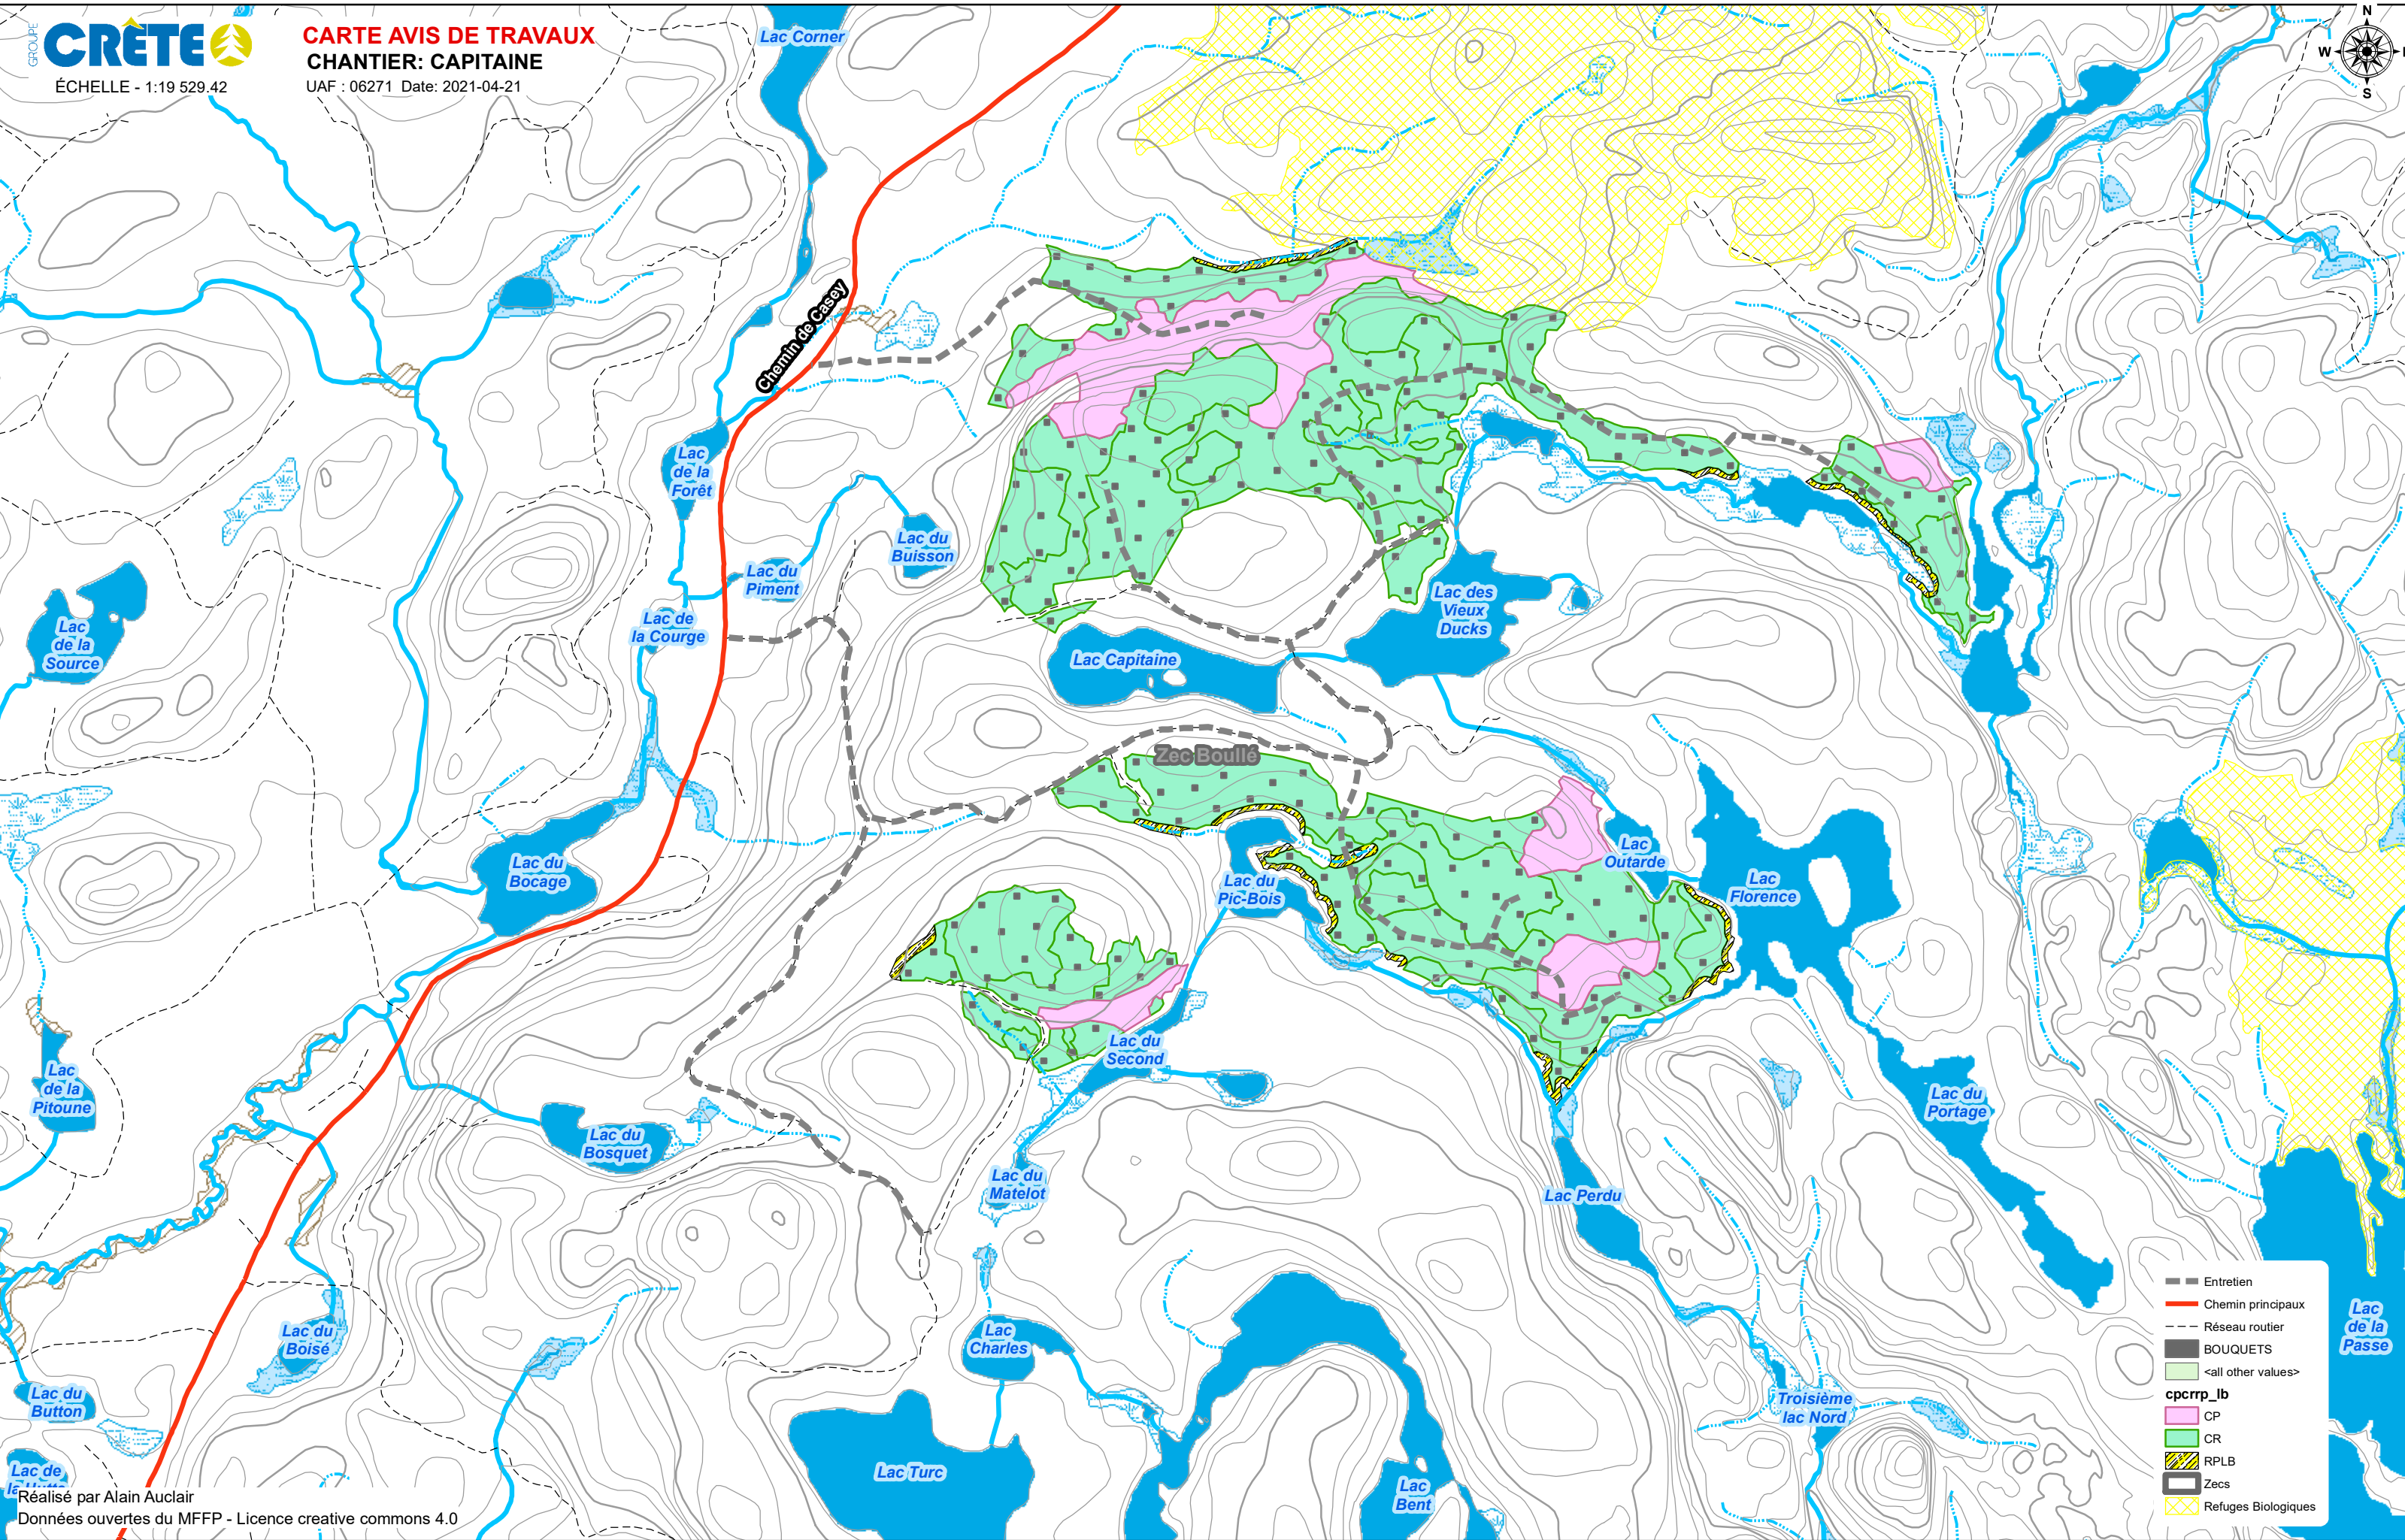 GROUPE
CRÊTE
ÉCHELLE - 1:19 529.42
CARTE AVIS DE TRAVAUX
CHANTIER: CAPITAINE
UAF : 06271 Date: 2021-04-21
N
W
S
Lac Corner
Chemin de Casey
Lac
de la
Forêt
Lac du
Buisson
Lac du
Piment
Lac de
la Courge
Lac
de la
Source
Lac des
Vieux
Ducks
Lac Capitaine
Zec Boullé
Lac du
Bocage
Lac
Outarde
Lac
Florence
Lac du
Pic-Bois
Lac du
Second
Lac
de la
Pitoune
Lac du
Portage
Lac du
Bosquet
Lac du
Matelot
Lac Perdu
Lac du
Boisé
Lac
Charles
Lac
de la
Passe
Lac du
Button
Troisième
lac Nord
Lac Turc
Lac
Bent
Lac de
Réalisé par Alain Auclair
Données ouvertes du MFFP - Licence creative commons 4.0
Entretien
Chemin principaux
Réseau routier
BOUQUETS
<all other values>
cpcrrp_lb
CP
CR
RPLB
Zecs
Refuges Biologiques